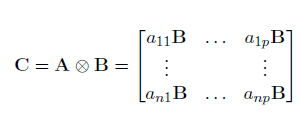 C = A ⊗ B = [ a₁₁B … a₁ₚB
⋮ ⋮
aₙ₁B … aₙₚB ]